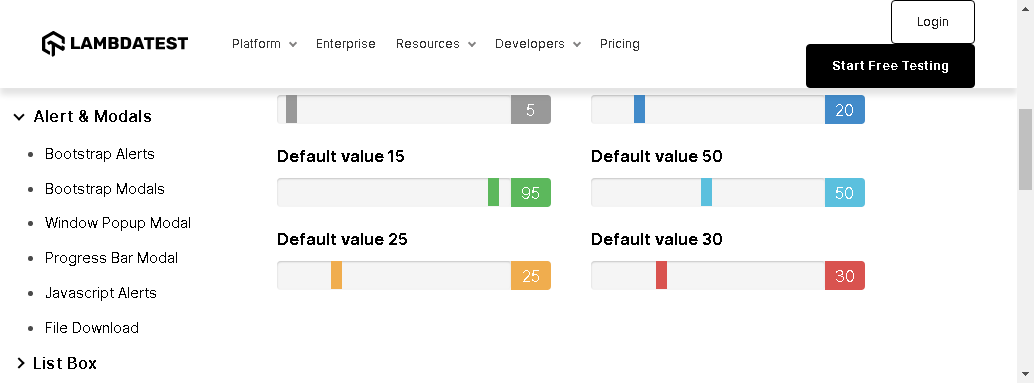 LAMBDATEST
Platform Enterprise Resources Developers Pricing
Login
Start Free Testing
Alert & Modals
Bootstrap Alerts
Bootstrap Modals
Window Popup Modal
Progress Bar Modal
Javascript Alerts
File Download
List Box
5
20
Default value 15
95
Default value 50
50
Default value 25
25
Default value 30
30